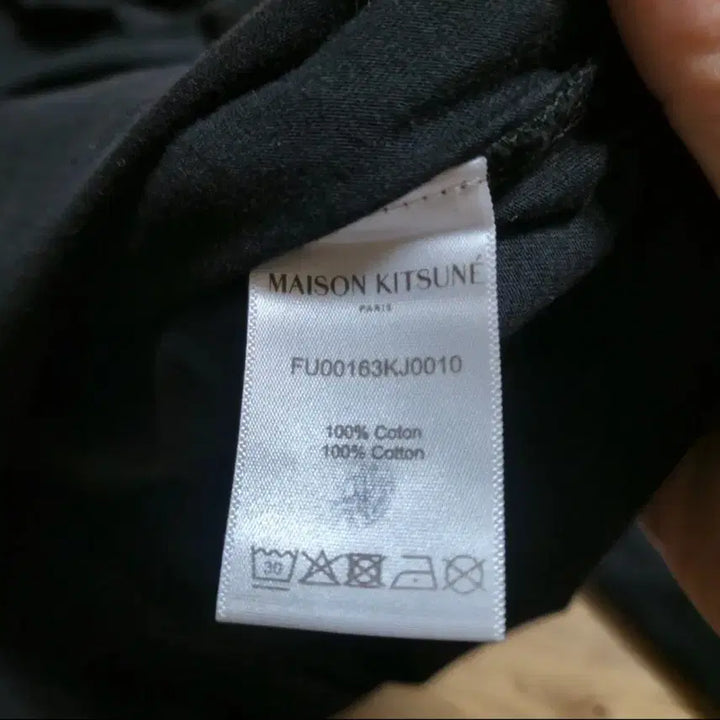 MAISON KITSUNÉ
PARIS
FU00163KJ0010
100% Coton
100% Cotton
30